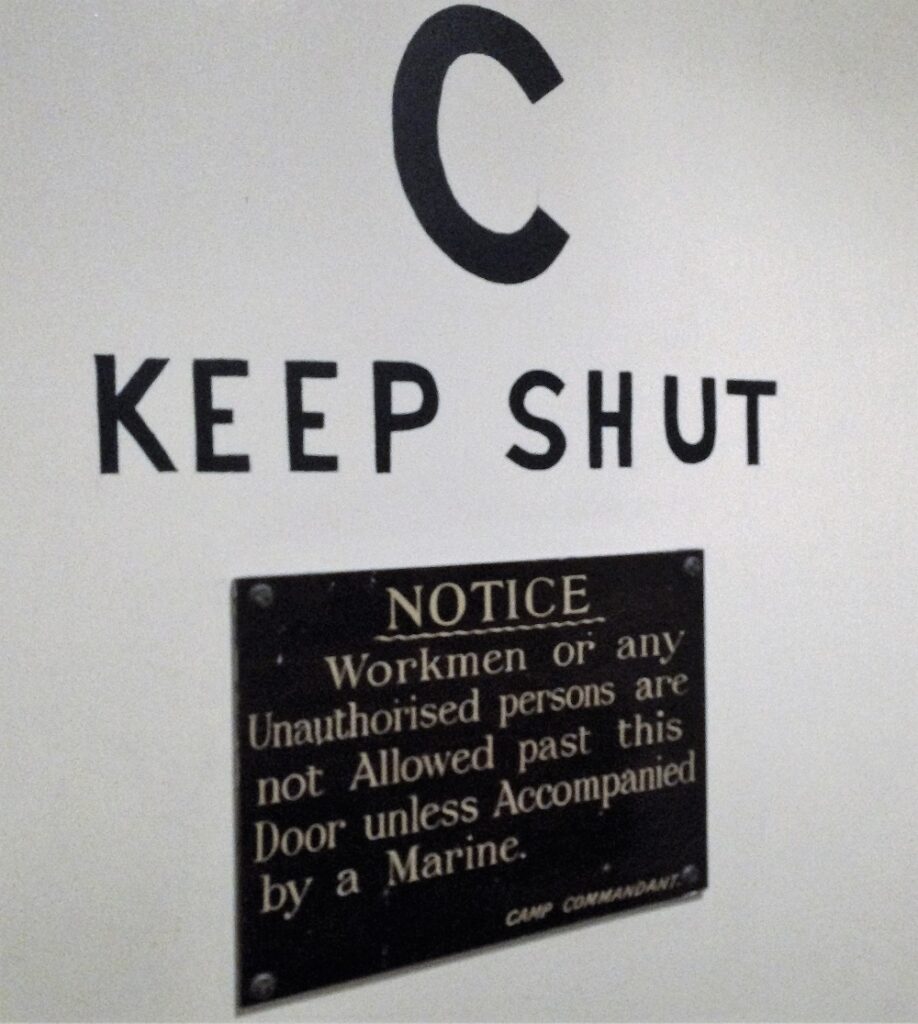 C
KEEP SHUT
NOTICE
Workmen or any
Unauthorised persons are
not Allowed past this
Door unless Accompanied
by a Marine.
CAMP COMMANDANT.